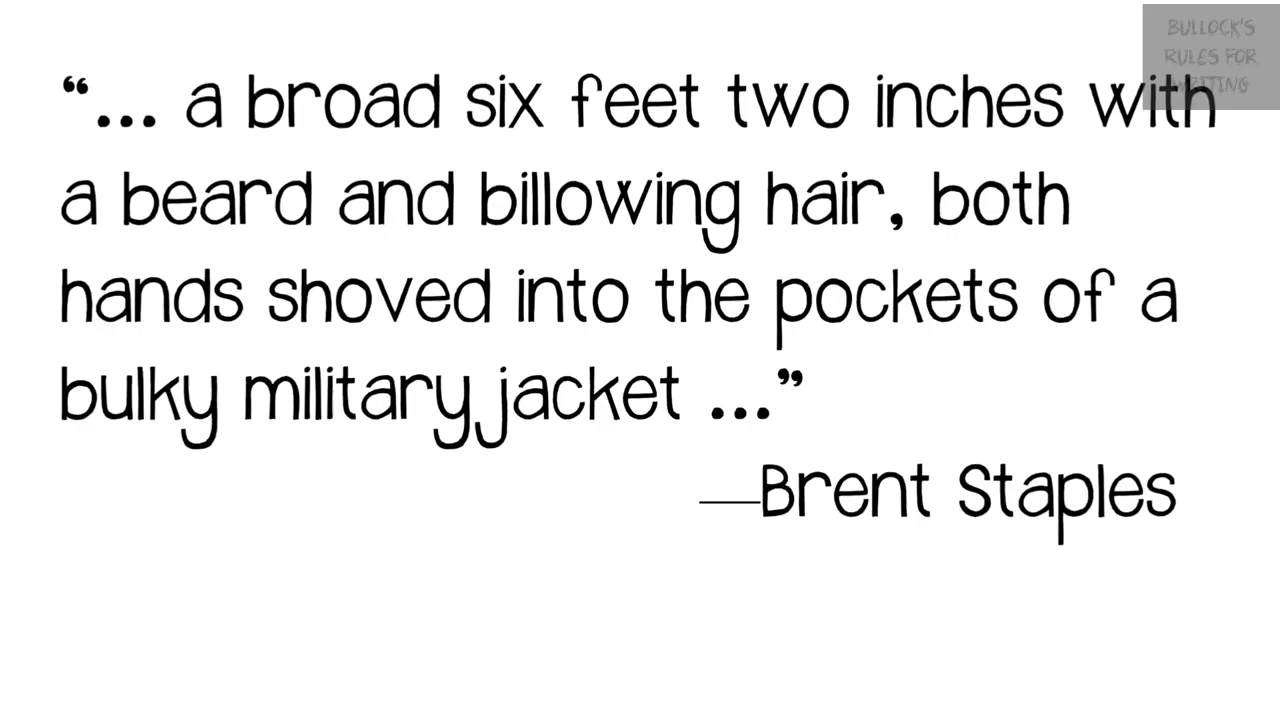 BULLOCK'S
RULES FOR
WRITING
“... a broad six feet two inches with
a beard and billowing hair, both
hands shoved into the pockets of a
bulky military jacket ...”
—Brent Staples